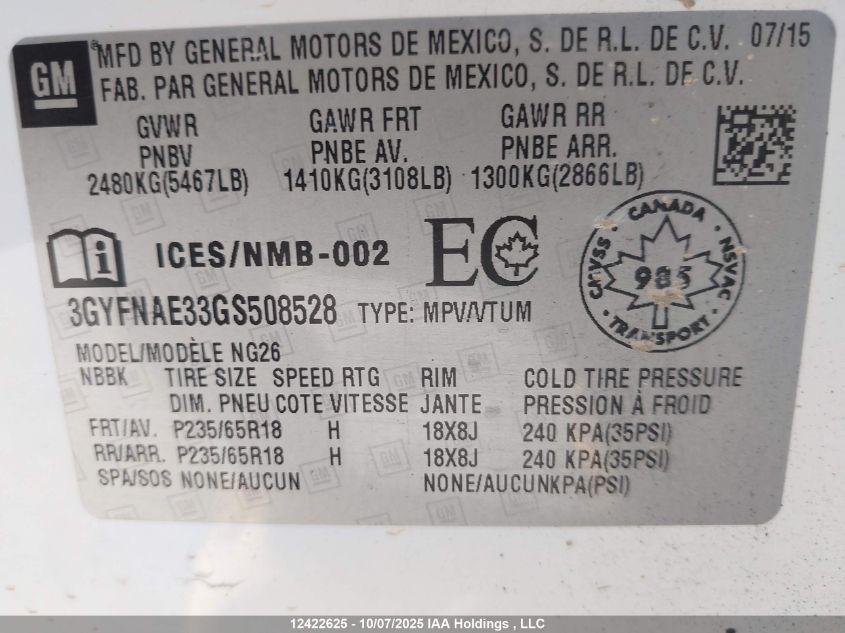 GM
® MFD BY GENERAL MOTORS DE MEXICO, S. DE R.L. DE C.V. 07/15
FAB. PAR GENERAL MOTORS DE MEXICO, S. DE R.L. DE C.V.
GVWR GAWR FRT GAWR RR
PNBV PNBE AV. PNBE ARR.
2480KG(5467LB) 1410KG(3108LB) 1300KG(2866LB)
ICES/NMB-002 EC
CANADA
CMVSS 985 NSVAC
TRANSPORT
3GYFNAE33GS508528 TYPE: MPV/VTUM
MODEL/MODÈLE NG26
NBBK TIRE SIZE SPEED RTG RIM COLD TIRE PRESSURE
DIM. PNEU COTE VITESSE JANTE PRESSION À FROID
FRT/AV. P235/65R18 H 18X8J 240 KPA(35PSI)
RR/ARR. P235/65R18 H 18X8J 240 KPA(35PSI)
SPA/SOS NONE/AUCUN NONE/AUCUNKPA(PSI)
12422625 - 10/07/2025 IAA Holdings , LLC